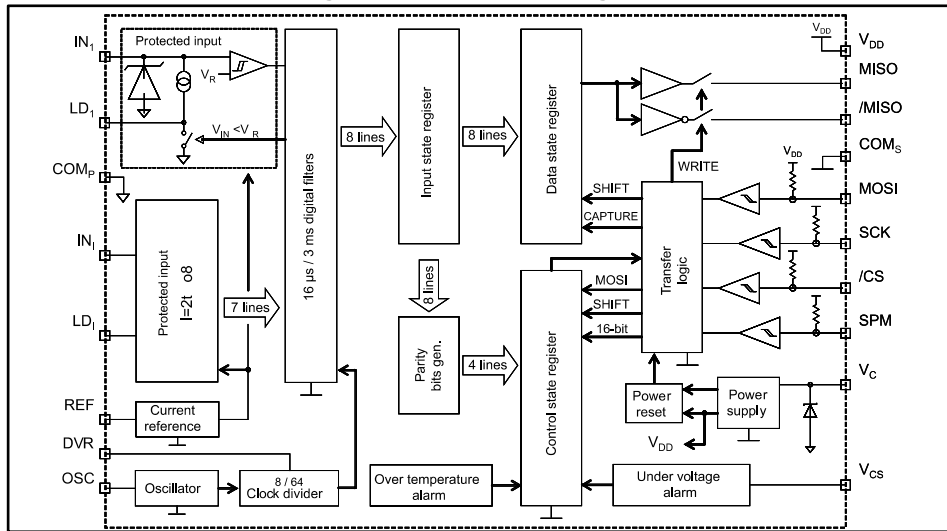 IN1
LD1
COMP
INI
LDI
REF
DVR
OSC
Protected input
VR
VIN <VR
Protected input
I=2t o8
7 lines
Current
reference
Oscillator
8 / 64
Clock divider
16 µs / 3 ms digital filters
8 lines
Input state register
8 lines
8 lines
Parity
bits gen.
4 lines
Data state register
Control state register
Over temperature
alarm
WRITE
SHIFT
CAPTURE
MOSI
SHIFT
16-bit
Transfer
logic
Power
reset
Power
supply
VDD
Under voltage
alarm
VDD
VDD
VDD
MISO
/MISO
COMS
MOSI
SCK
/CS
SPM
VC
VCS